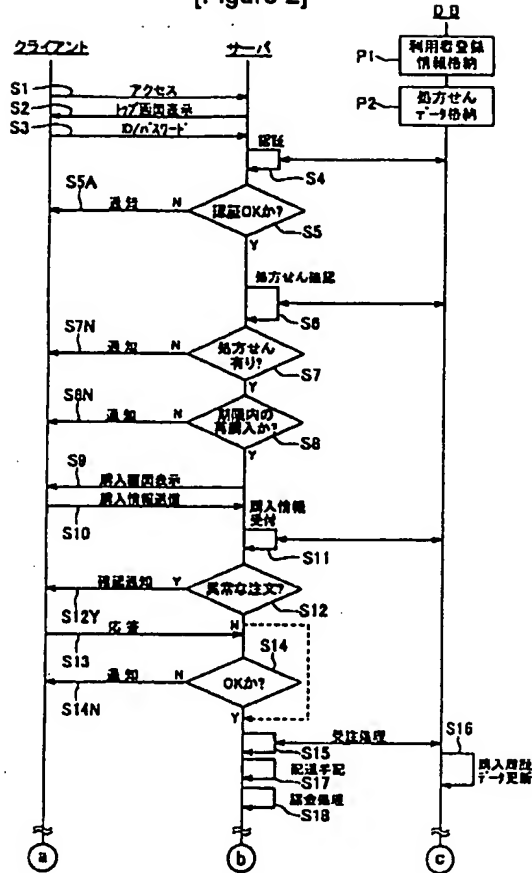 [Figure 2]
クライアント
サーバ
DB
P1
利用者登録
情報格納
P2
処方せん
データ格納
S1
アクセス
S2
トップ画面表示
S3
ID/パスワード
認証
S4
S5A
通知
N
認証OKか?
S5
Y
処方せん確認
S6
S7N
通知
N
処方せん
有り?
S7
Y
S8N
通知
N
期限内の
再購入か?
S8
Y
S9
購入画面表示
購入情報送信
S10
購入情報
受付
S11
確認通知
Y
異常な注文?
S12
S12Y
N
応答
S13
S14
通知
N
OKか?
S14N
Y
受注処理
S15
S16
購入履歴
データ更新
配送手配
S17
課金処理
S18
a
b
c